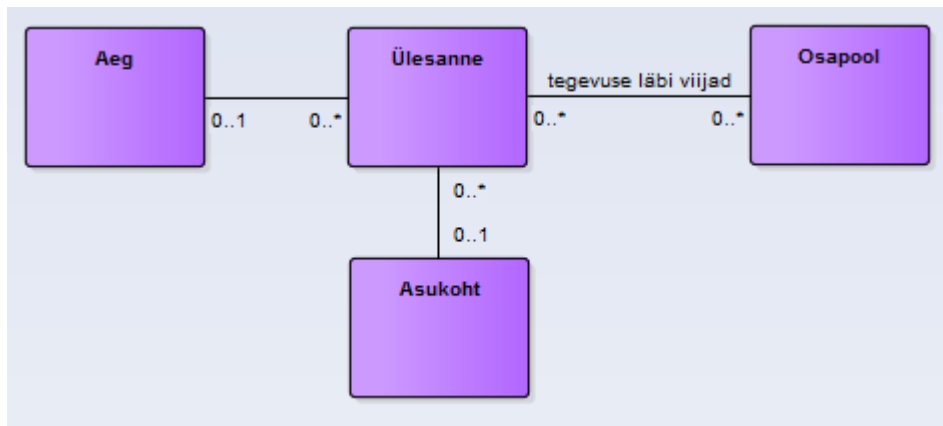 Aeg
Ülesanne
Osapool
tegevuse läbi viijad
0..1
0..*
0..*
0..*
0..*
0..1
Asukoht